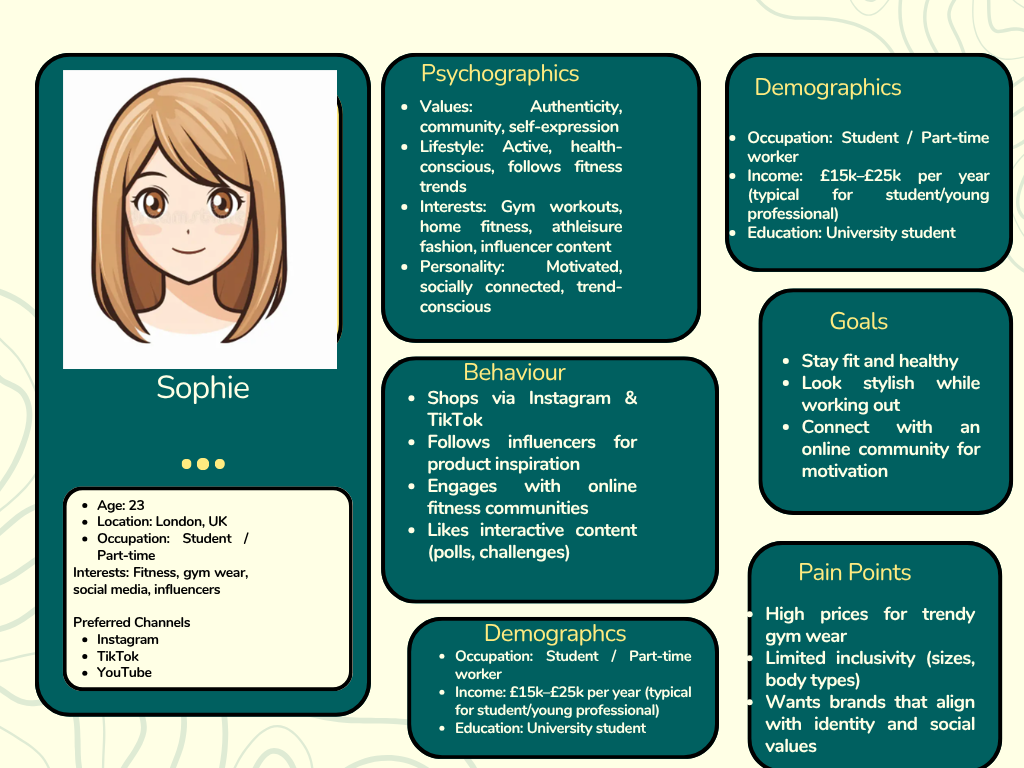 Sophie
• Age: 23
• Location: London, UK
• Occupation: Student /
Part-time
Interests: Fitness, gym wear,
social media, influencers
Preferred Channels
• Instagram
• TikTok
• YouTube
Psychographics
• Values: Authenticity,
community, self-expression
• Lifestyle: Active, health-
conscious, follows fitness
trends
• Interests: Gym workouts,
home fitness, athleisure
fashion, influencer content
• Personality: Motivated,
socially connected, trend-
conscious
Behaviour
• Shops via Instagram &
TikTok
• Follows influencers for
product inspiration
• Engages with online
fitness communities
• Likes interactive content
(polls, challenges)
Demographcs
• Occupation: Student / Part-time
worker
• Income: £15k–£25k per year (typical
for student/young professional)
• Education: University student
Demographics
• Occupation: Student / Part-time
worker
• Income: £15k–£25k per year
(typical for student/young
professional)
• Education: University student
Goals
• Stay fit and healthy
• Look stylish while
working out
• Connect with an
online community for
motivation
Pain Points
• High prices for trendy
gym wear
• Limited inclusivity (sizes,
body types)
• Wants brands that align
with identity and social
values